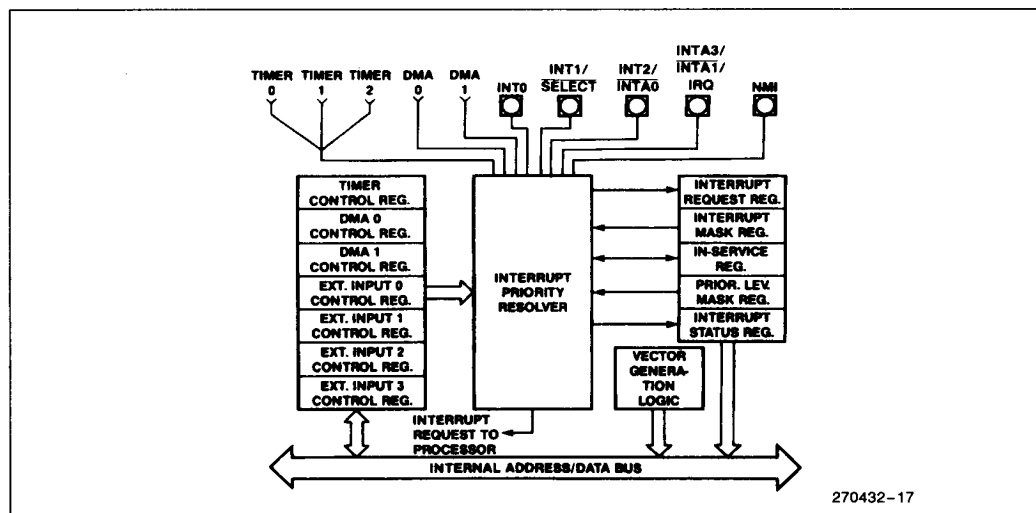 TIMER 0
TIMER 1
TIMER 2
DMA 0
DMA 1
INT0
INT1/
SELECT
INT2/
INTA0
INTA3/
INTA1/
IRQ
NMI
TIMER
CONTROL REG.
DMA 0
CONTROL REG.
DMA 1
CONTROL REG.
EXT. INPUT 0
CONTROL REG.
EXT. INPUT 1
CONTROL REG.
EXT. INPUT 2
CONTROL REG.
EXT. INPUT 3
CONTROL REG.
INTERRUPT
PRIORITY
RESOLVER
INTERRUPT
REQUEST REG.
INTERRUPT
MASK REG.
IN-SERVICE
REG.
PRIOR. LEV.
MASK REG.
INTERRUPT
STATUS REG.
VECTOR
GENERA-
TION
LOGIC
INTERRUPT
REQUEST TO
PROCESSOR
INTERNAL ADDRESS/DATA BUS
270432-17